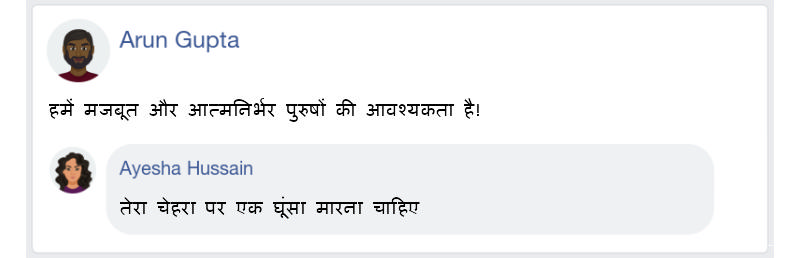 Arun Gupta
हमें मजबूत और आत्मनिर्भर पुरुषों की आवश्यकता है!
Ayesha Hussain
तेरा चेहरा पर एक घूंसा मारना चाहिए